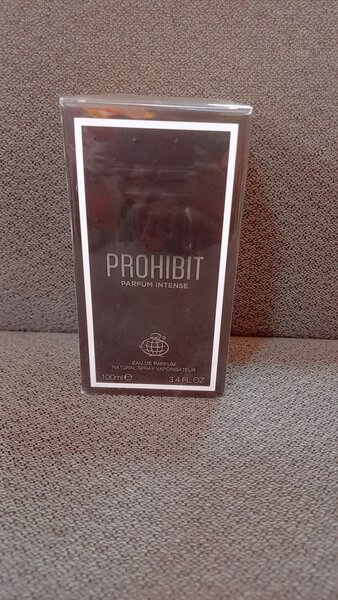 PROHIBIT
PARFUM INTENSE
EAU DE PARFUM
NATURAL SPRAY VAPORISATEUR
100ml℮ 3.4 FL OZ